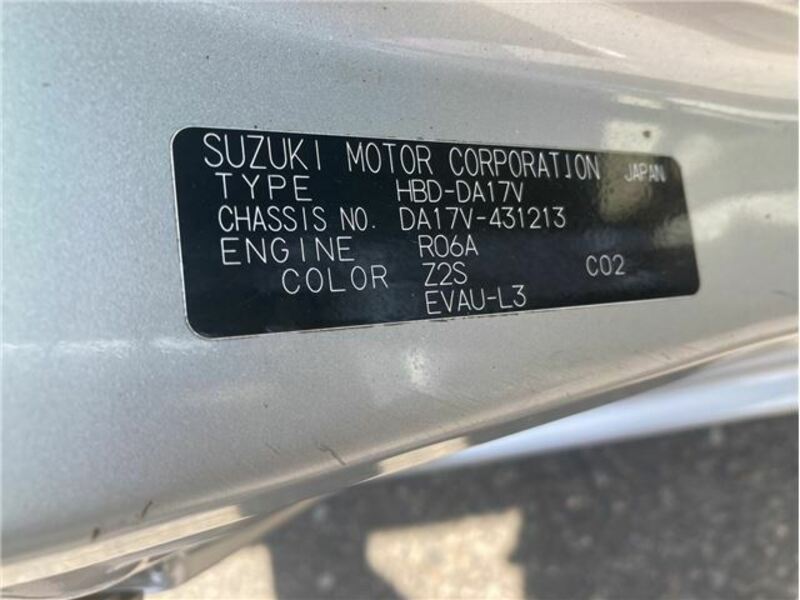 SUZUKI MOTOR CORPORATION JAPAN
TYPE HBD-DA17V
CHASSIS NO. DA17V-431213
ENGINE R06A
COLOR Z2S C02
EVAU-L3